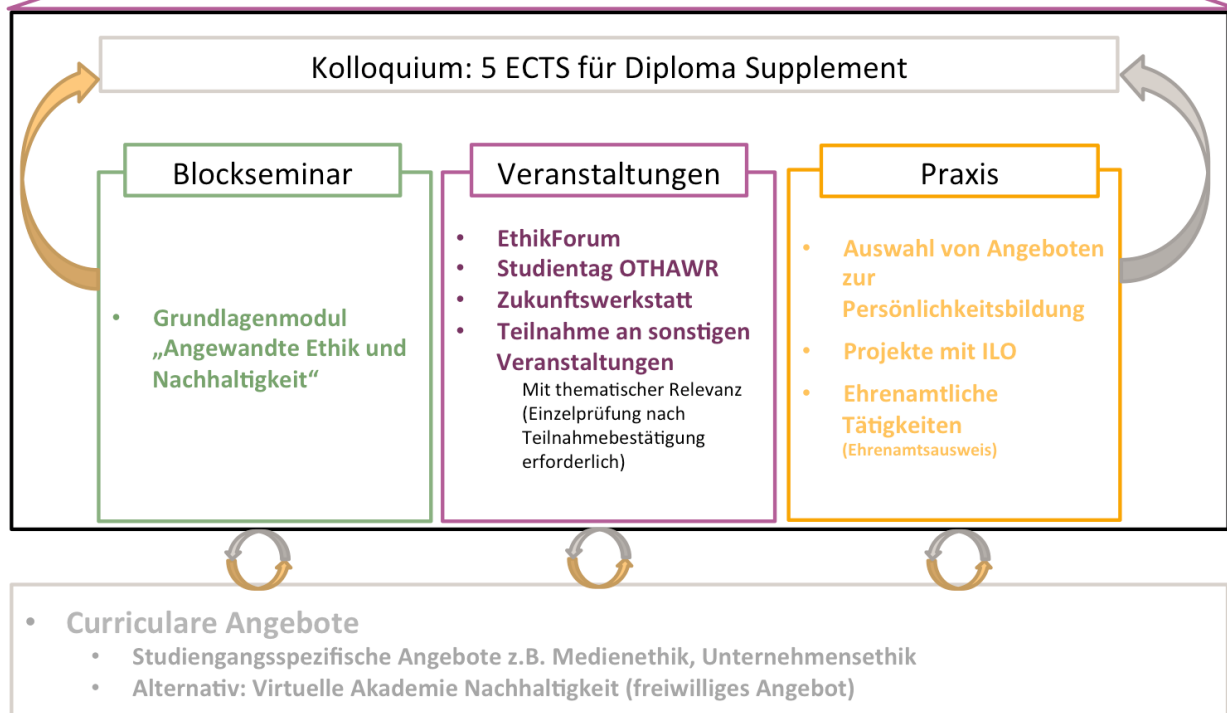 Kolloquium: 5 ECTS für Diploma Supplement
Blockseminar
• Grundlagenmodul
„Angewandte Ethik und
Nachhaltigkeit“
Veranstaltungen
• EthikForum
• Studientag OTHAWR
• Zukunftswerkstatt
• Teilnahme an sonstigen
Veranstaltungen
Mit thematischer Relevanz
(Einzelprüfung nach
Teilnahmebestätigung
erforderlich)
Praxis
• Auswahl von Angeboten
zur
Persönlichkeitsbildung
• Projekte mit ILO
• Ehrenamtliche
Tätigkeiten
(Ehrenamtsausweis)
• Curriculare Angebote
• Studiengangsspezifische Angebote z.B. Medienethik, Unternehmensethik
• Alternativ: Virtuelle Akademie Nachhaltigkeit (freiwilliges Angebot)